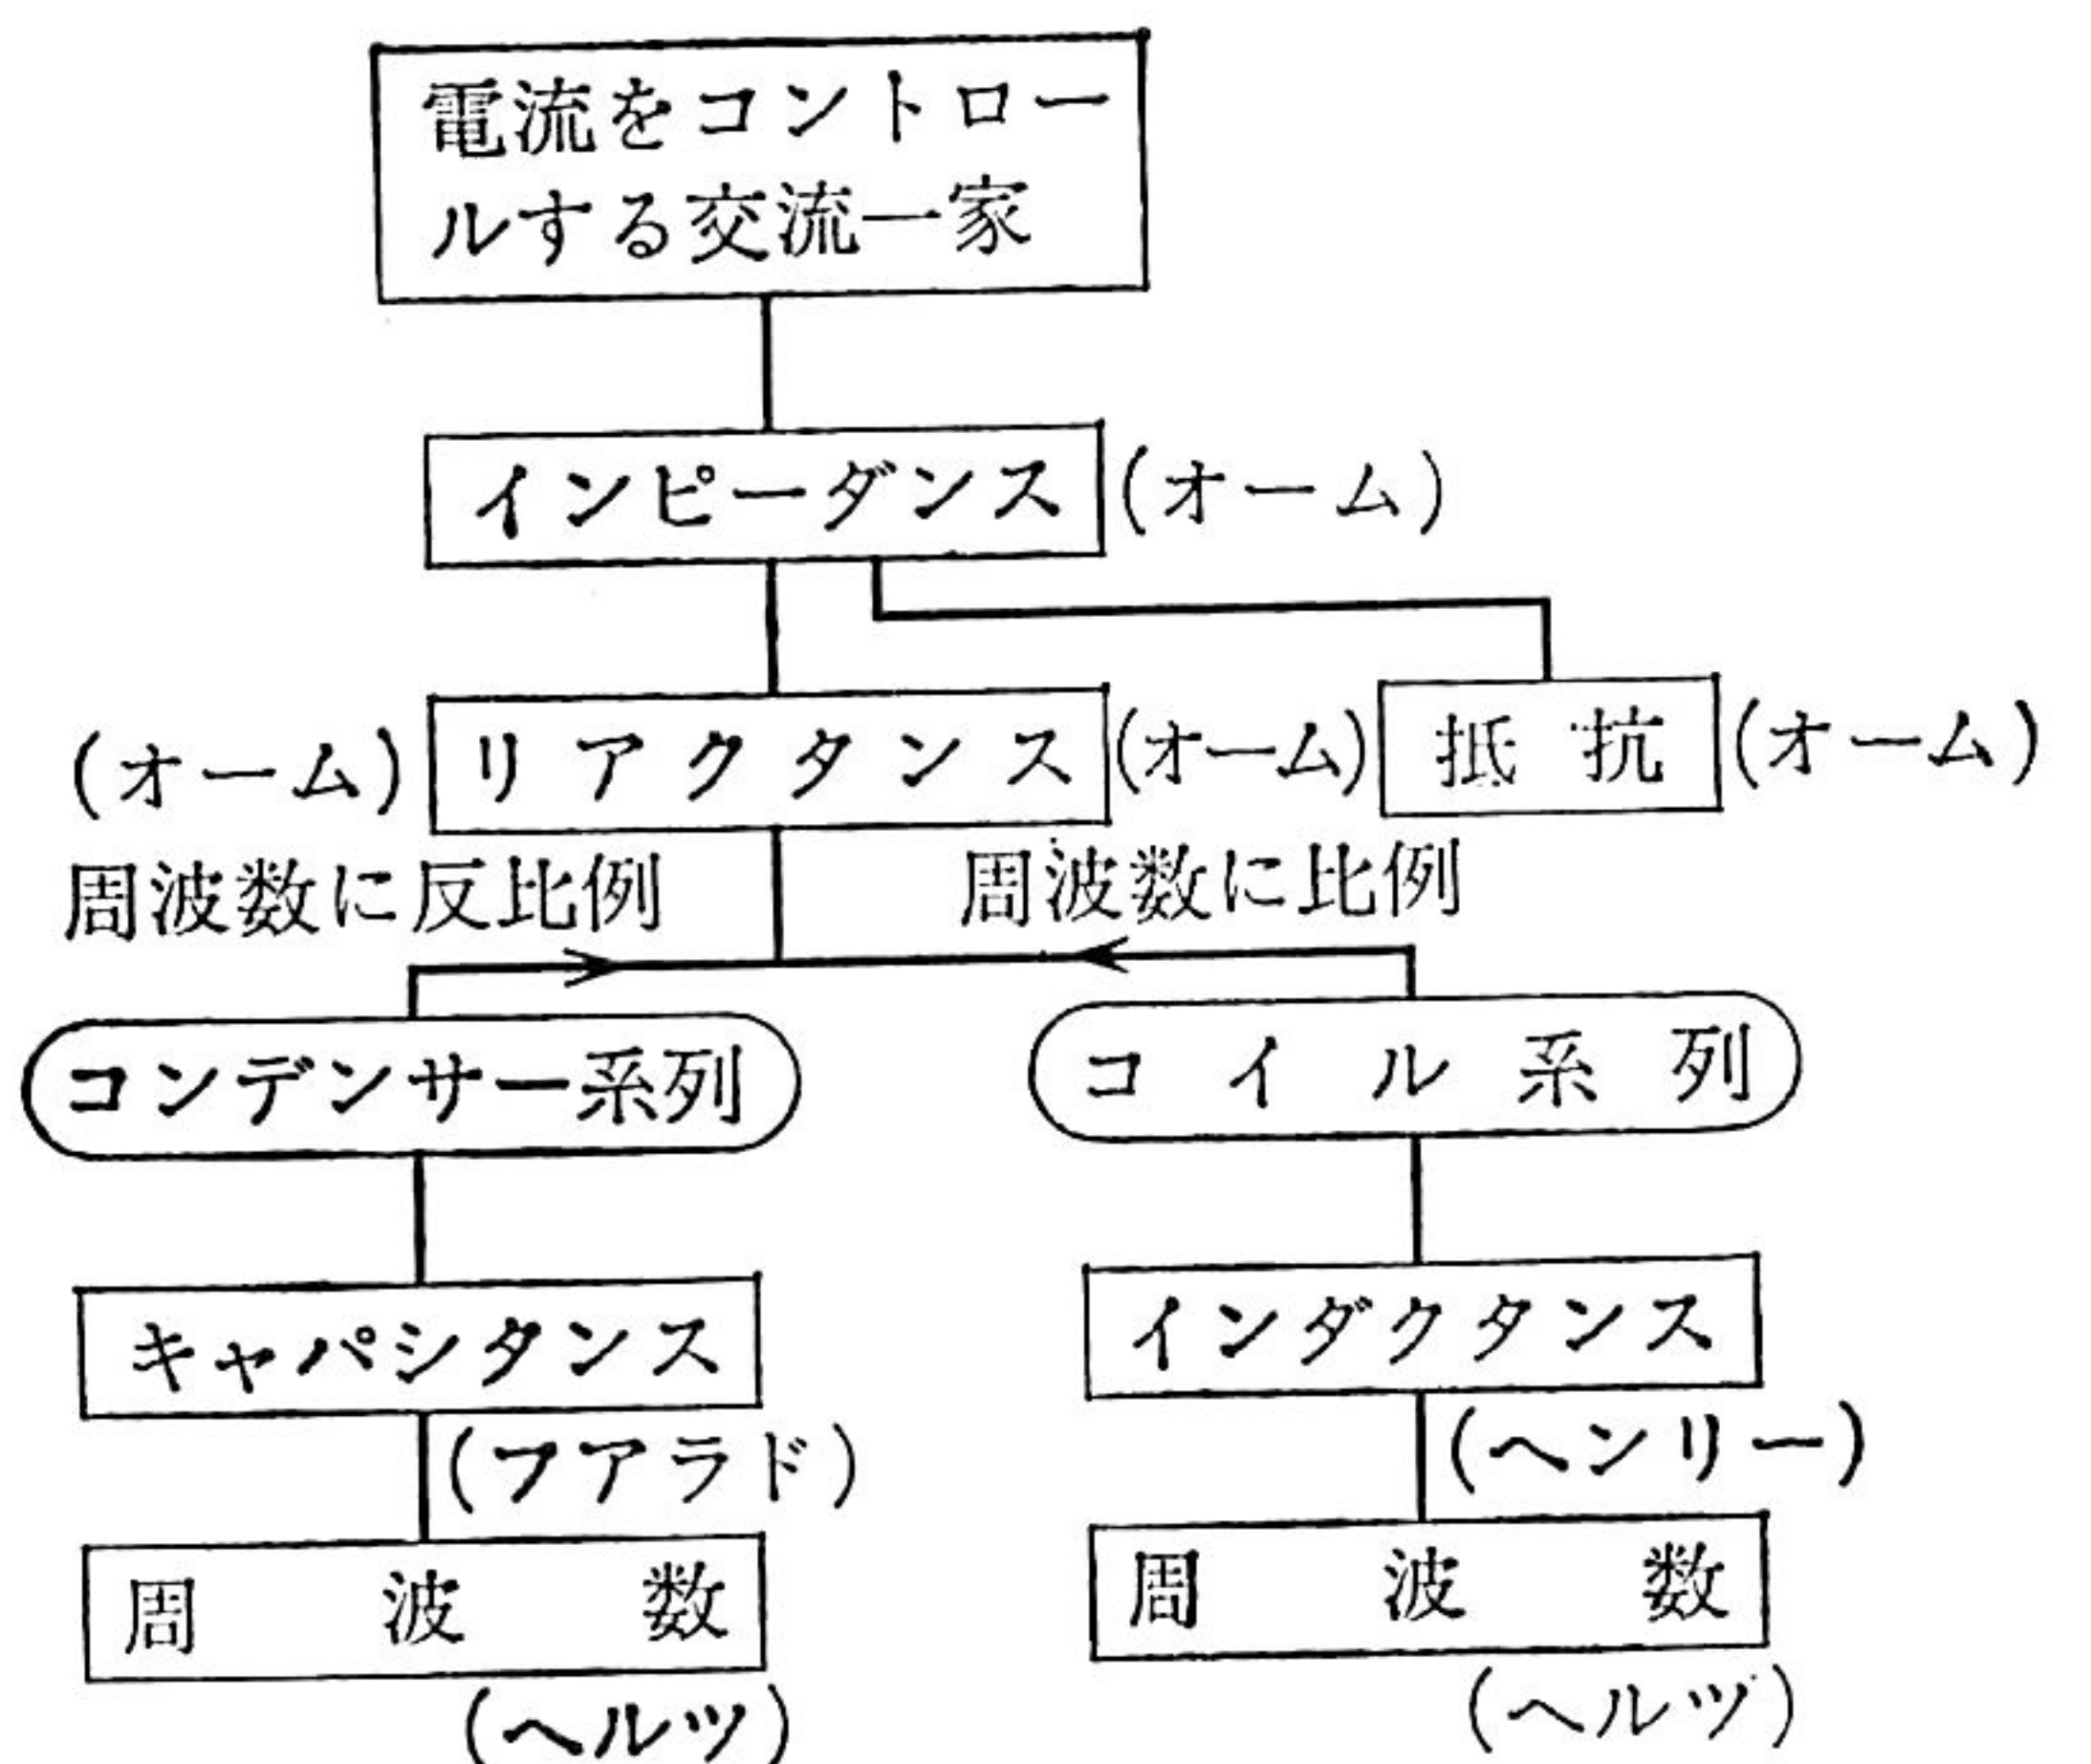 電流をコントロー
ルする交流一家
インピーダンス
(オーム)
(オーム)
リアクタンス
(オーム)
抵抗
(オーム)
周波数に反比例
周波数に比例
コンデンサー系列
コイル系列
キャパシタンス
インダクタンス
(フアラド)
(ヘンリー)
周波数
周波数
(ヘルツ)
(ヘルツ)